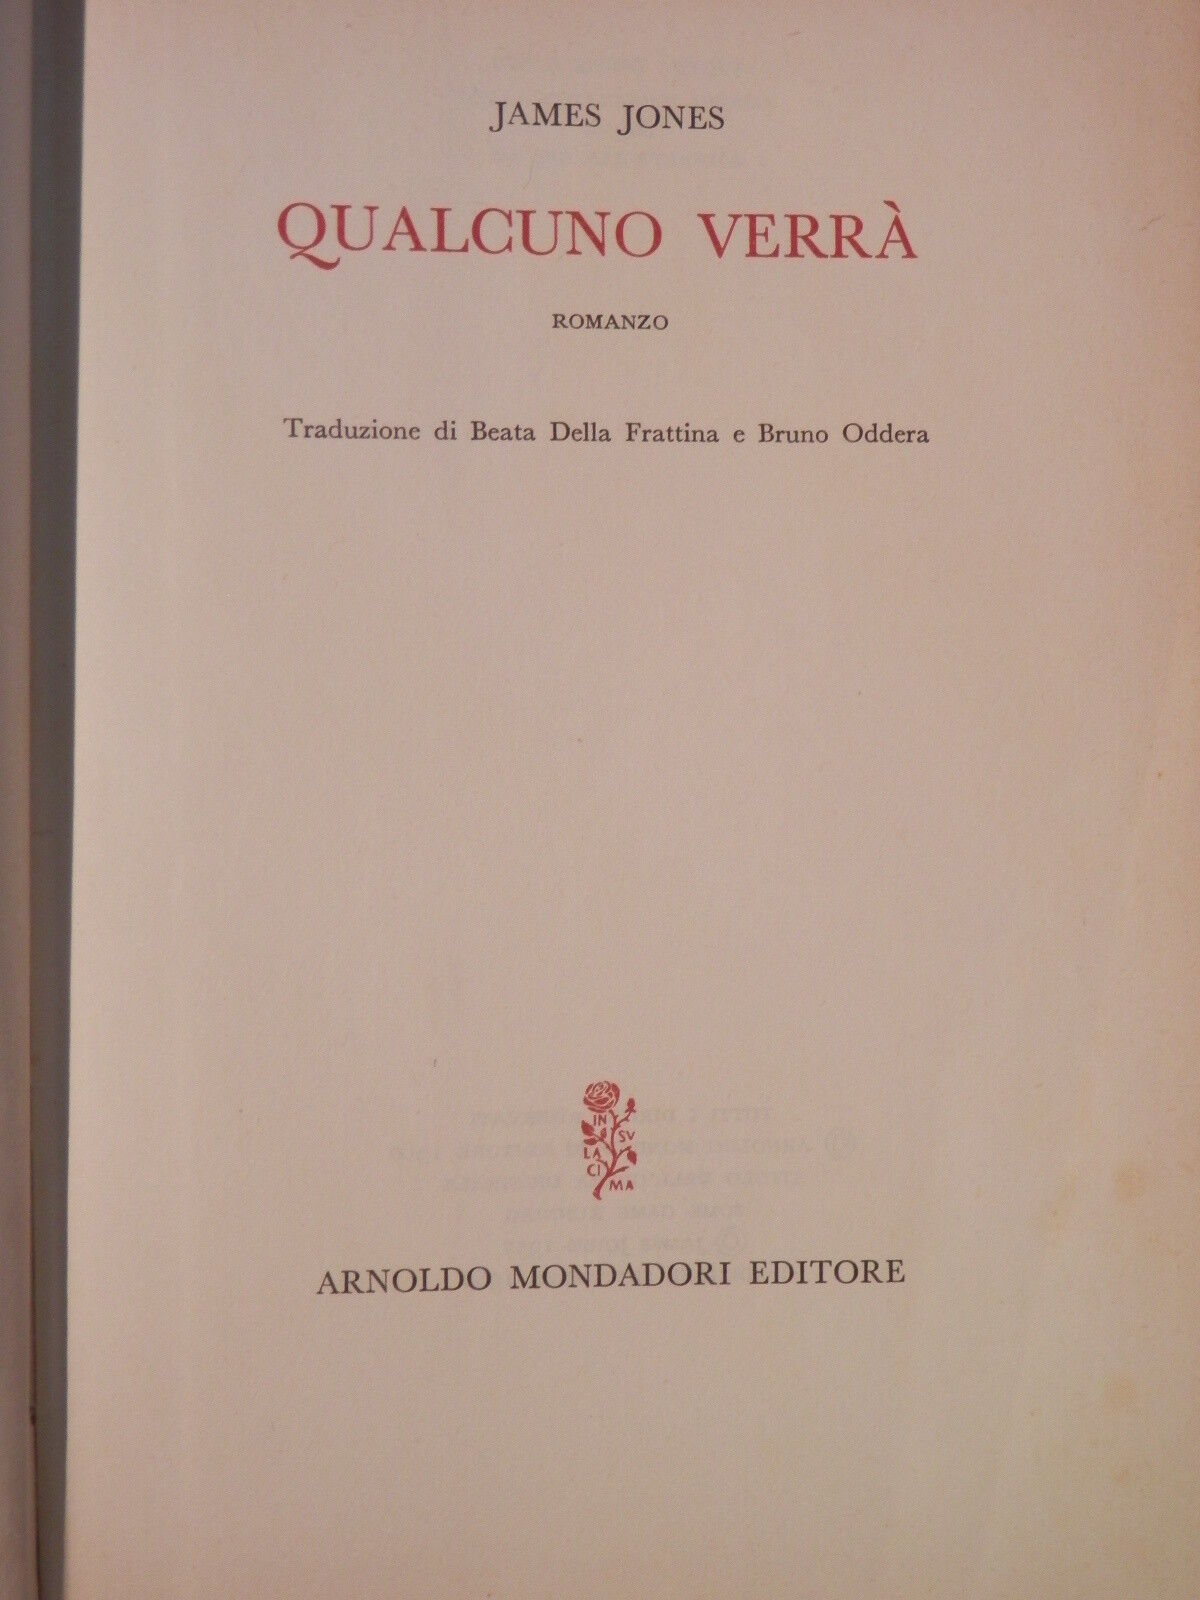 JAMES JONES
QUALCUNO VERRÀ
ROMANZO
Traduzione di Beata Della Frattina e Bruno Oddera
IN
SV
LA
CI
MA
ARNOLDO MONDADORI EDITORE